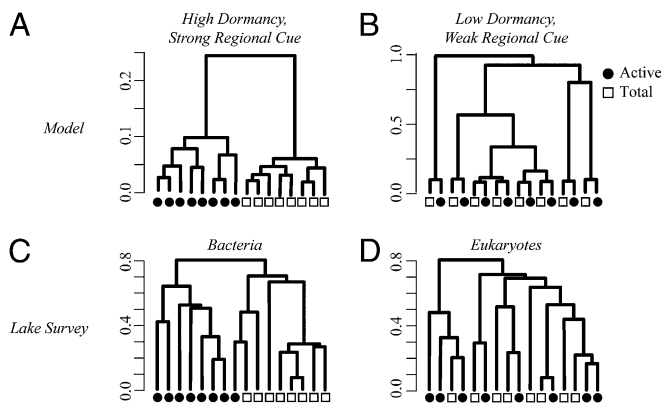 A
High Dormancy,
Strong Regional Cue
B
Low Dormancy,
Weak Regional Cue
Active
Total
Model
0.2
0.1
0.0
1.0
0.5
0.0
C
Bacteria
D
Eukaryotes
Lake Survey
0.8
0.4
0.0
0.8
0.4
0.0